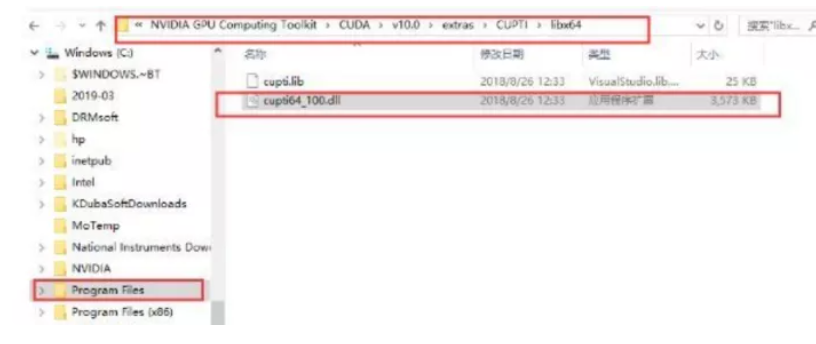 « NVIDIA GPU Computing Toolkit › CUDA › v10.0 › extras › CUPTI › libx64
搜索"libx...
Windows (C:)
名称 修改日期 类型 大小
$WINDOWS.~BT
cupti.lib 2018/8/26 12:33 VisualStudio.lib.... 25 KB
2019-03
cupti64_100.dll 2018/8/26 12:33 应用程序扩展 3,573 KB
DRMsoft
hp
inetpub
Intel
KDubaSoftDownloads
MoTemp
National Instruments Dow
NVIDIA
Program Files
Program Files (x86)